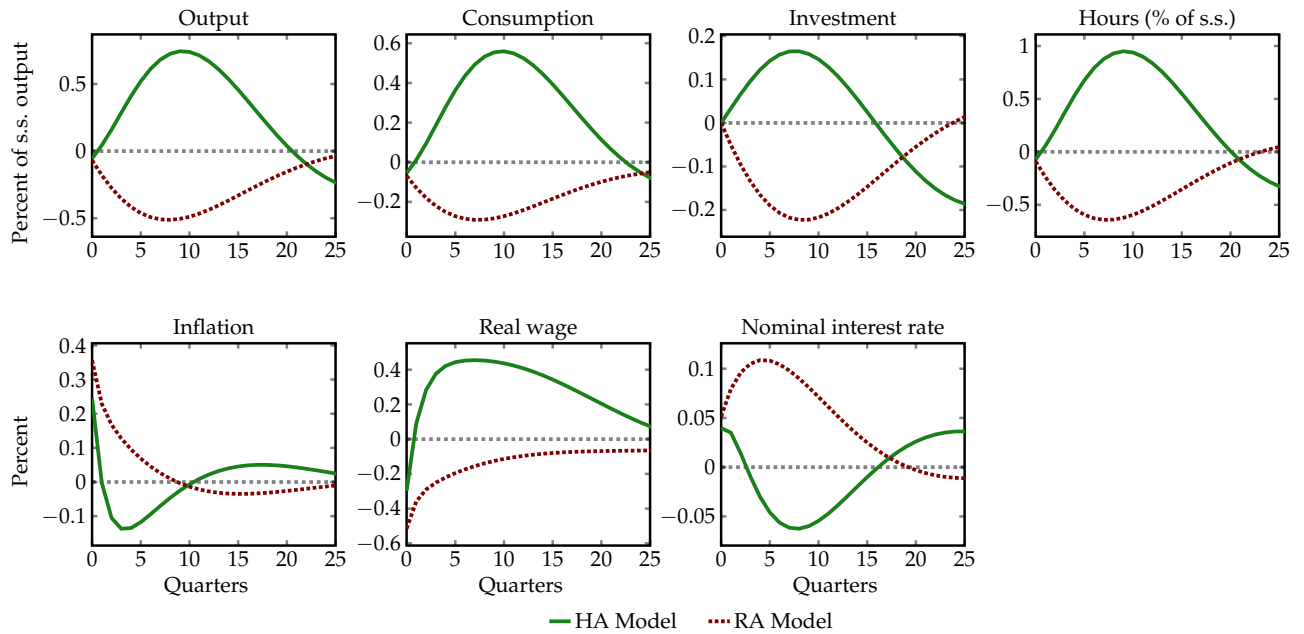 Output
Consumption
Investment
Hours (% of s.s.)
Percent of s.s. output
0.5
0
−0.5
0 5 10 15 20 25
0.6
0.4
0.2
0
−0.2
0 5 10 15 20 25
0.2
0.1
0
−0.1
−0.2
0 5 10 15 20 25
1
0.5
0
−0.5
0 5 10 15 20 25
Inflation
Real wage
Nominal interest rate
Percent
0.4
0.3
0.2
0.1
0
−0.1
0 5 10 15 20 25
Quarters
0.4
0.2
0
−0.2
−0.4
−0.6
0 5 10 15 20 25
Quarters
0.1
0.05
0
−0.05
0 5 10 15 20 25
Quarters
HA Model RA Model